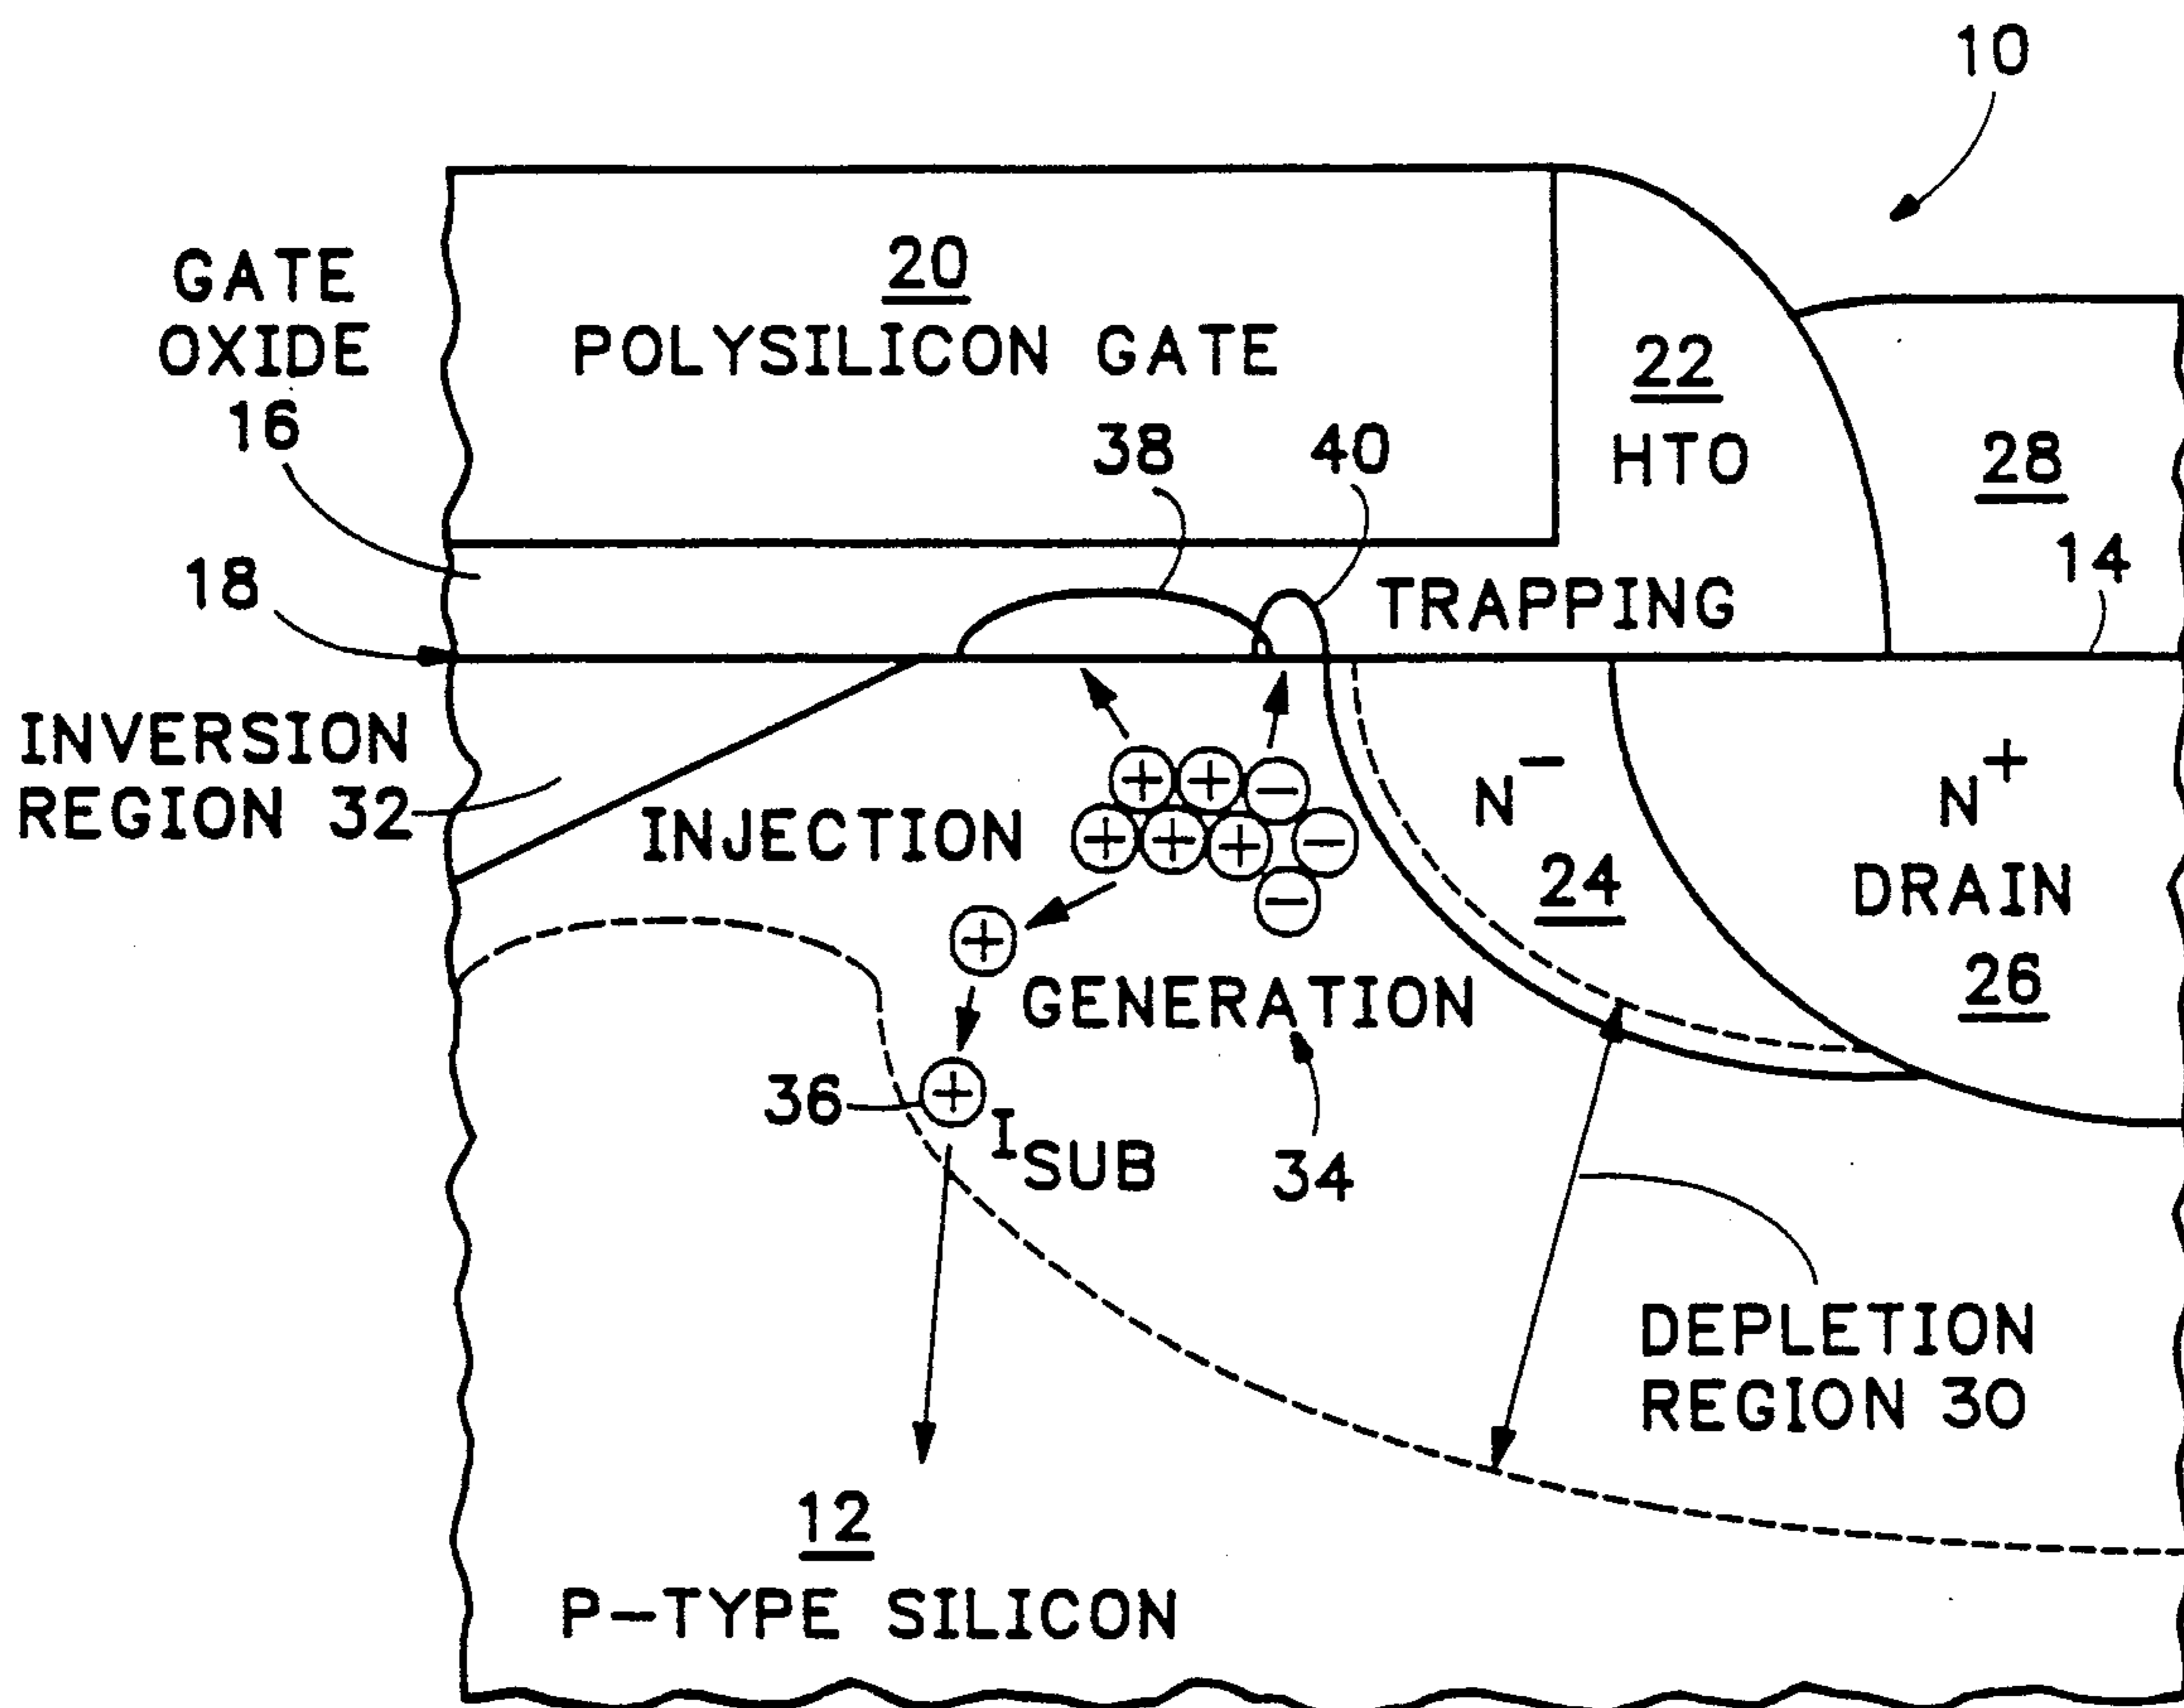 10
GATE
OXIDE
16
20
POLYSILICON GATE
22
HTO
38
40
28
14
18
TRAPPING
INVERSION
REGION 32
INJECTION
N−
24
N+
DRAIN
26
GENERATION
36
ISUB
34
DEPLETION
REGION 30
12
P-TYPE SILICON